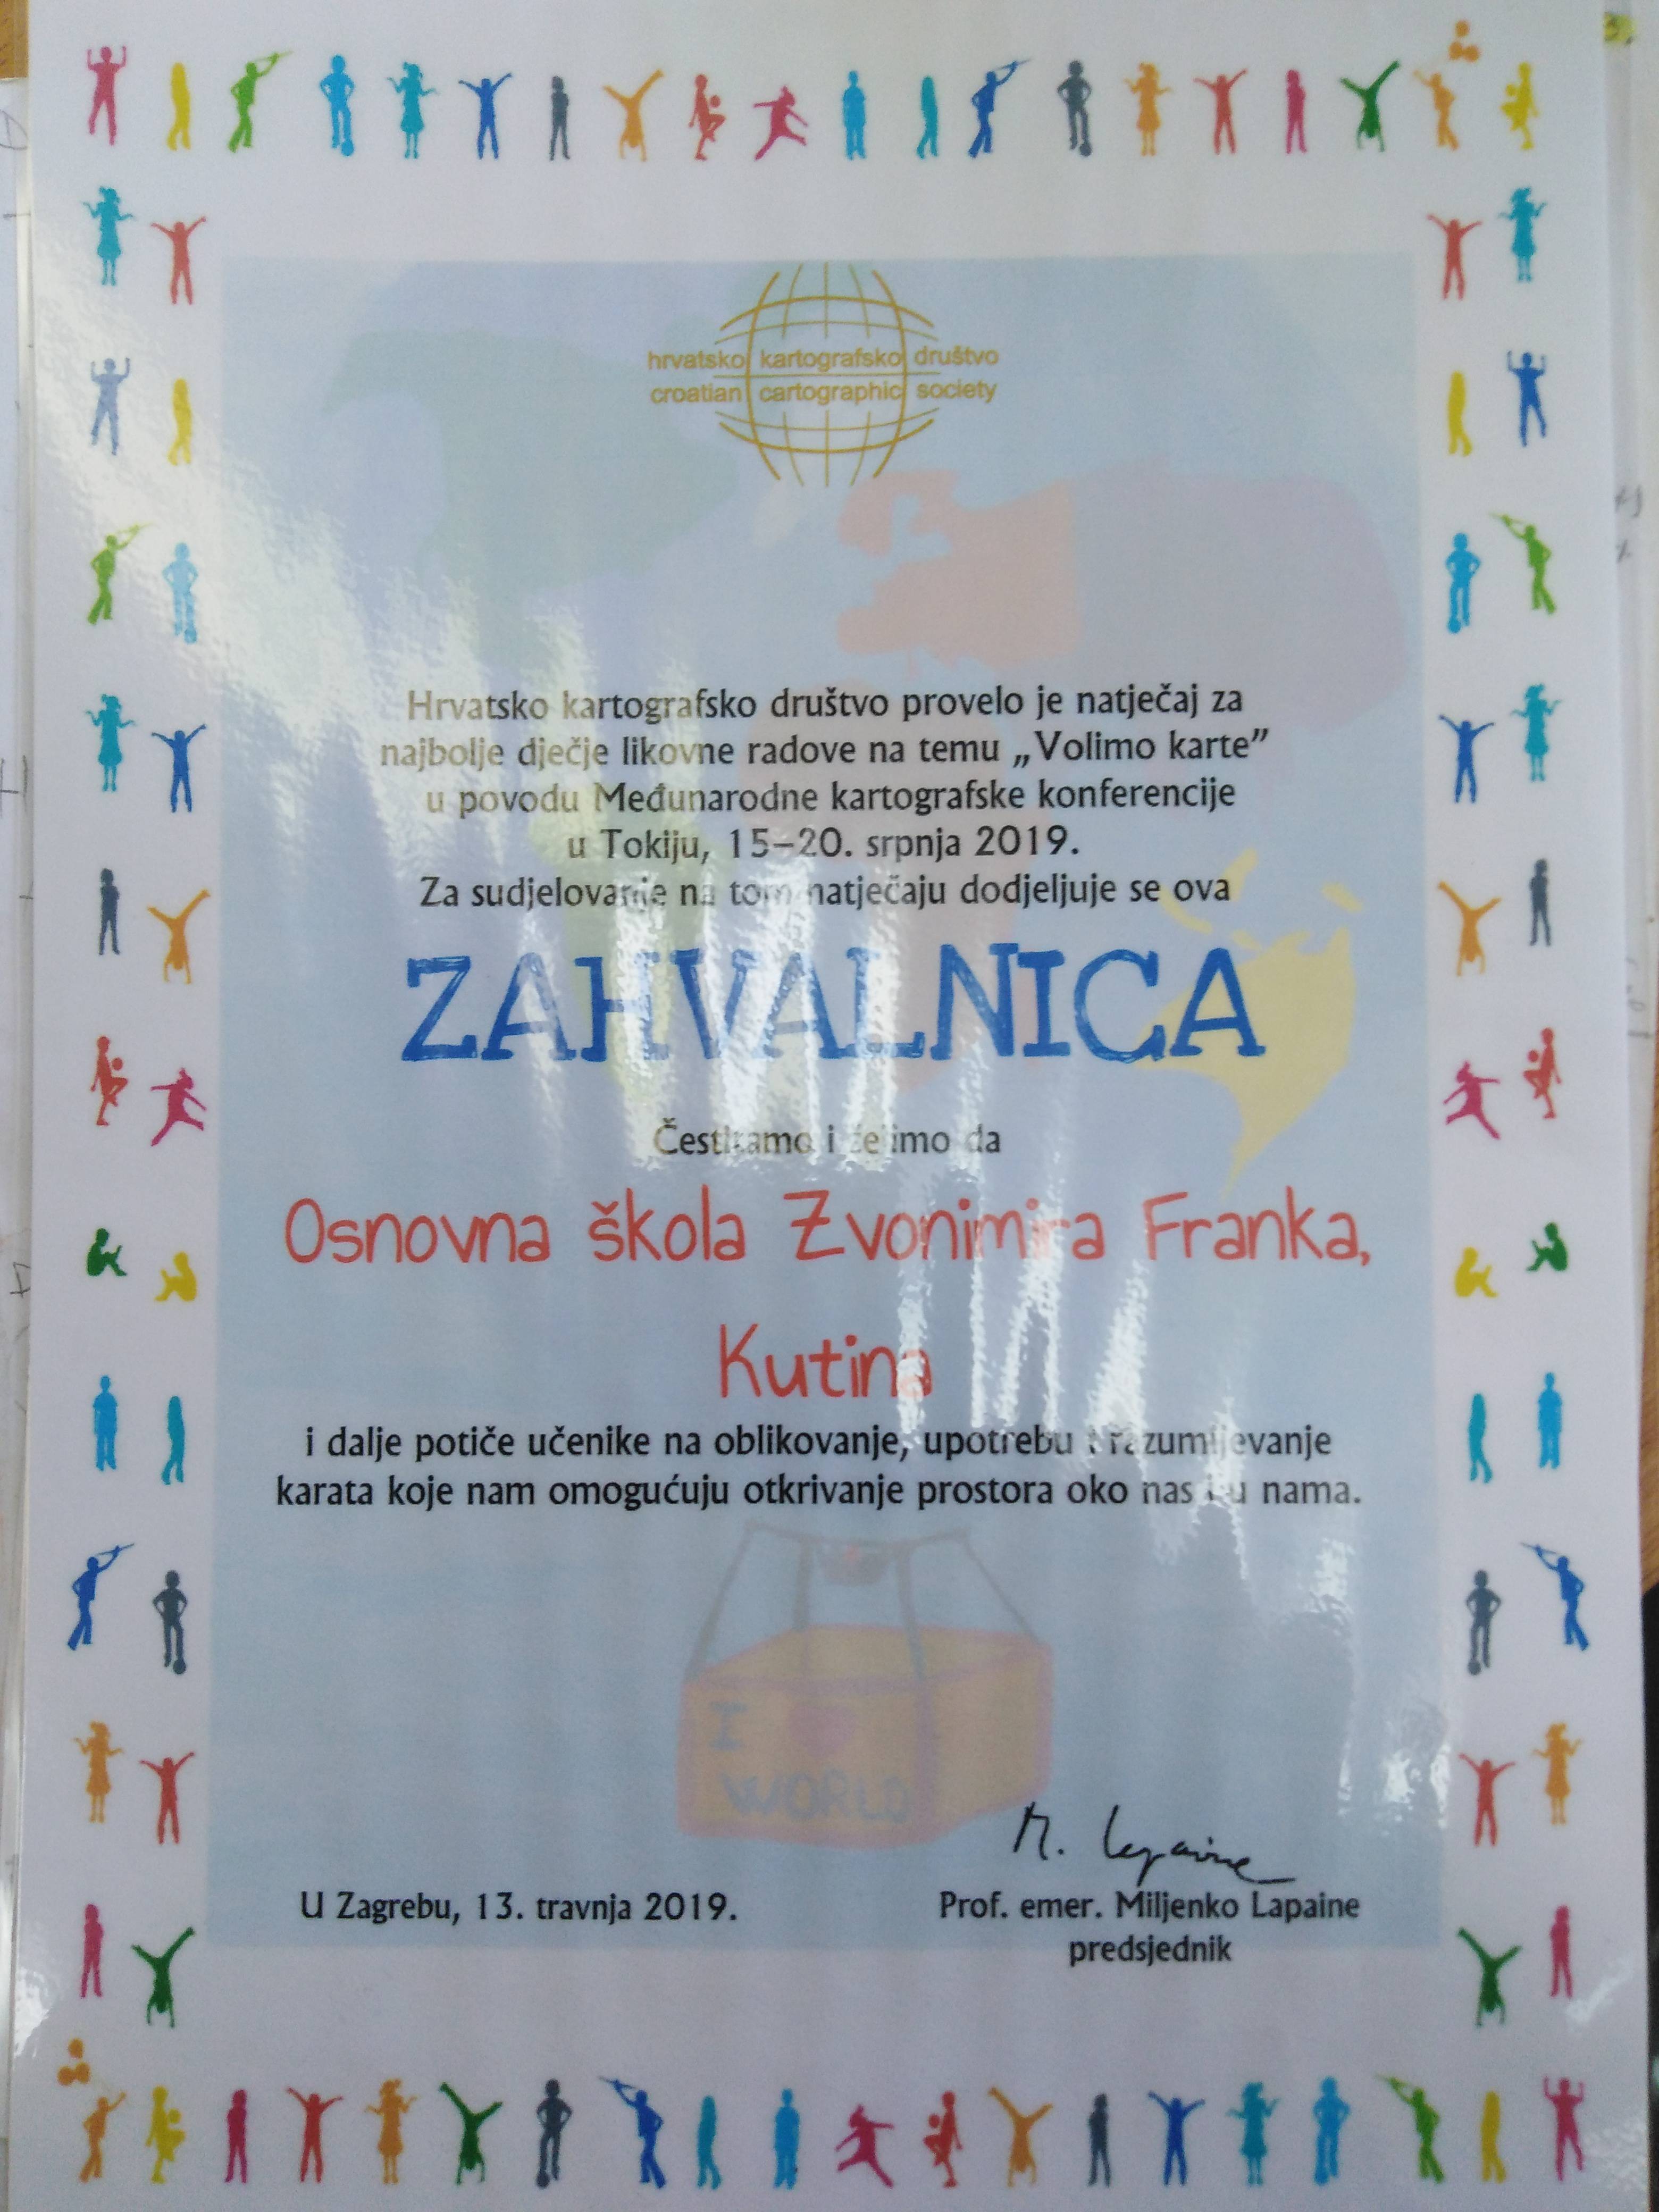 hrvatsko kartografsko društvo
croatian cartographic society
Hrvatsko kartografsko društvo provelo je natječaj za
najbolje dječje likovne radove na temu „Volimo karte”
u povodu Međunarodne kartografske konferencije
u Tokiju, 15–20. srpnja 2019.
Za sudjelovanje na tom natječaju dodjeljuje se ova
ZAHVALNICA
Čestitamo i želimo da
Osnovna škola Zvonimira Franka,
Kutina
i dalje potiče učenike na oblikovanje, upotrebu i razumijevanje
karata koje nam omogućuju otkrivanje prostora oko nas i u nama.
I
WORLD
M. Lapaine
U Zagrebu, 13. travnja 2019.
Prof. emer. Miljenko Lapaine
predsjednik